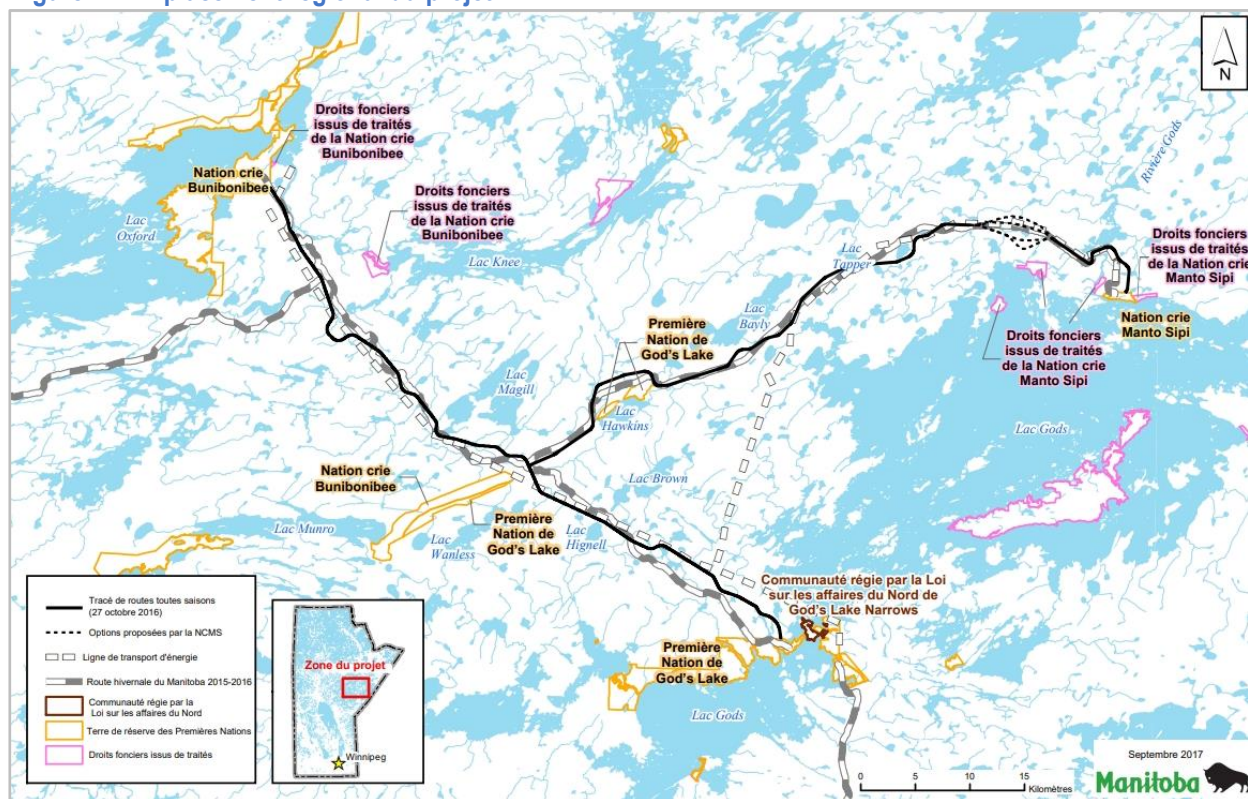 N
Droits fonciers
issus de traités
de la Nation crie
Bunibonibee
Nation crie
Bunibonibee
Droits fonciers
issus de traités
de la Nation crie
Bunibonibee
Lac
Oxford
Lac Knee
Rivière Gods
Lac
Tapper
Droits fonciers
issus de traités
de la Nation crie
Manto Sipi
Nation crie
Manto Sipi
Droits fonciers
issus de traités
de la Nation crie
Manto Sipi
Lac
Bayly
Première
Nation de
God's Lake
Lac
Magill
Lac
Hawkins
Lac Gods
Nation crie
Bunibonibee
Lac Brown
Première
Nation de
God's Lake
Lac Munro
Lac
Wanless
Lac
Hignell
Communauté régie par la Loi
sur les affaires du Nord de
God's Lake Narrows
Première
Nation de
God's Lake
Lac Gods
Tracé de routes toutes saisons
(27 octobre 2016)
Options proposées par la NCMS
Ligne de transport d'énergie
Route hivernale du Manitoba 2015-2016
Communauté régie par la
Loi sur les affaires du Nord
Terre de réserve des Premières Nations
Droits fonciers issus de traités
Zone du projet
Winnipeg
Septembre 2017
0 5 10 15
Kilomètres
Manitoba